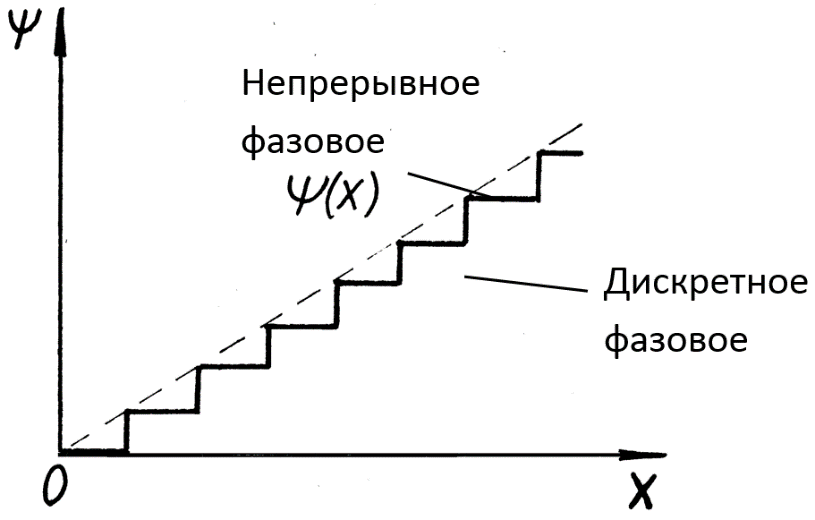 Ψ
Непрерывное
фазовое
Ψ(x)
Дискретное
фазовое
0
X